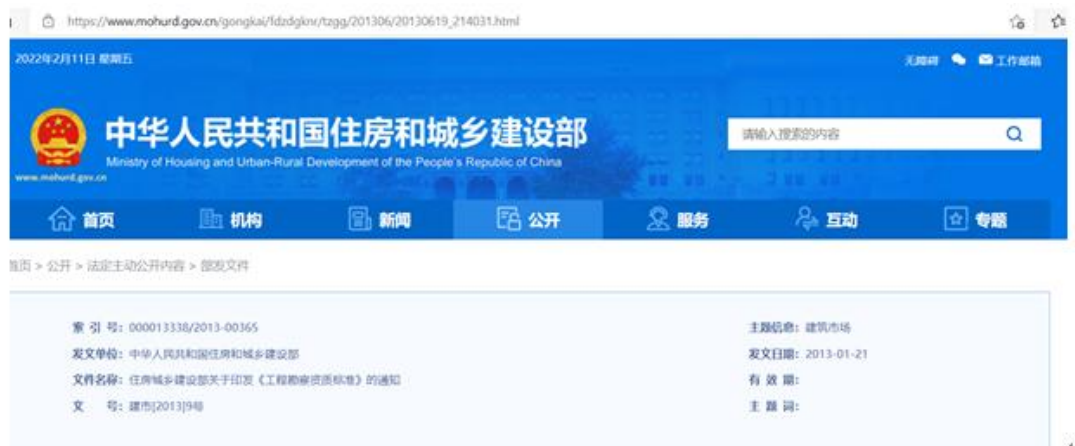 https://www.mohurd.gov.cn/gongkai/fdzdgknr/tzgg/201306/20130619_214031.html
2022年2月11日 星期五
无障碍 工作邮箱
中华人民共和国住房和城乡建设部
Ministry of Housing and Urban-Rural Development of the People's Republic of China
www.mohurd.gov.cn
请输入搜索的内容
首页 机构 新闻 公开 服务 互动 专题
首页 > 公开 > 法定主动公开内容 > 部发文件
索 引 号：000013338/2013-00365
主题信息：建筑市场
发文单位：中华人民共和国住房和城乡建设部
发文日期：2013-01-21
文件名称：住房城乡建设部关于印发《工程勘察资质标准》的通知
有 效 期：
文 号：建市[2013]9号
主 题 词：